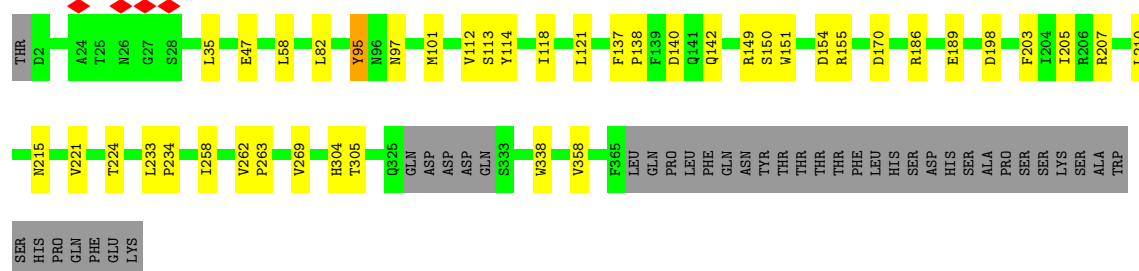 THR D2 A24 T25 N26 G27 S28 L35 E47 L58 L82 Y95 N96 N97 M101 V112 S113 Y114 I118 L121 F137 P138 F139 D140 Q141 Q142 R149 S150 W151 D154 R155 D170 R186 E189 D198 F203 I204 I205 R206 R207
N215 V221 T224 L233 P234 I258 V262 P263 V269 H304 T305 Q325 GLN ASP ASP ASP GLN S333 W338 V358 F365 LEU GLN PRO LEU PHE GLN ASN TYR THR THR THR THR PHE LEU HIS SER ASP HIS SER ALA PRO SER SER LYS SER ALA TRP
SER HIS PRO GLN PHE GLU LYS